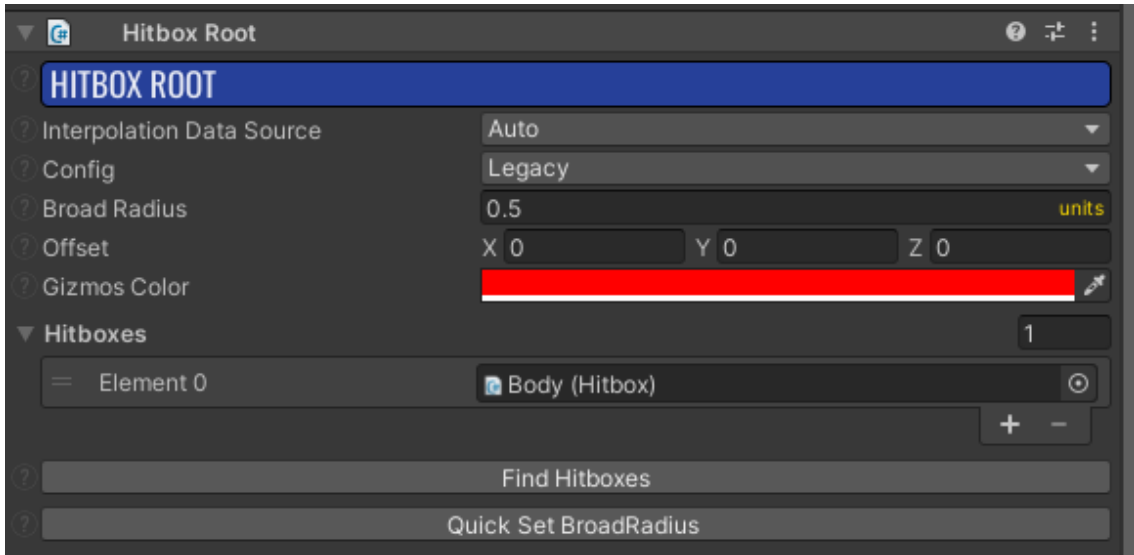 Hitbox Root
HITBOX ROOT
Interpolation Data Source Auto
Config Legacy
Broad Radius 0.5 units
Offset X 0 Y 0 Z 0
Gizmos Color
Hitboxes 1
Element 0 Body (Hitbox)
Find Hitboxes
Quick Set BroadRadius